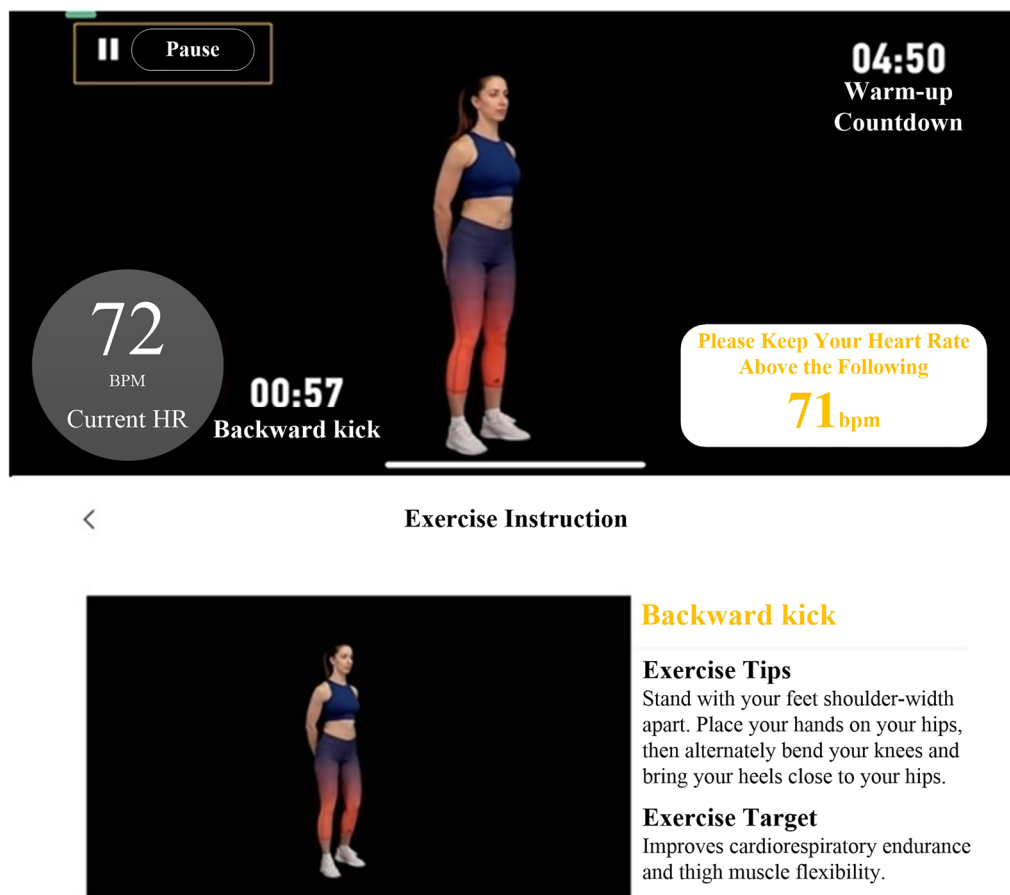 Pause
04:50
Warm-up
Countdown
72
BPM
Current HR
00:57
Backward kick
Please Keep Your Heart Rate
Above the Following
71bpm
Exercise Instruction
Backward kick
Exercise Tips
Stand with your feet shoulder-width
apart. Place your hands on your hips,
then alternately bend your knees and
bring your heels close to your hips.
Exercise Target
Improves cardiorespiratory endurance
and thigh muscle flexibility.